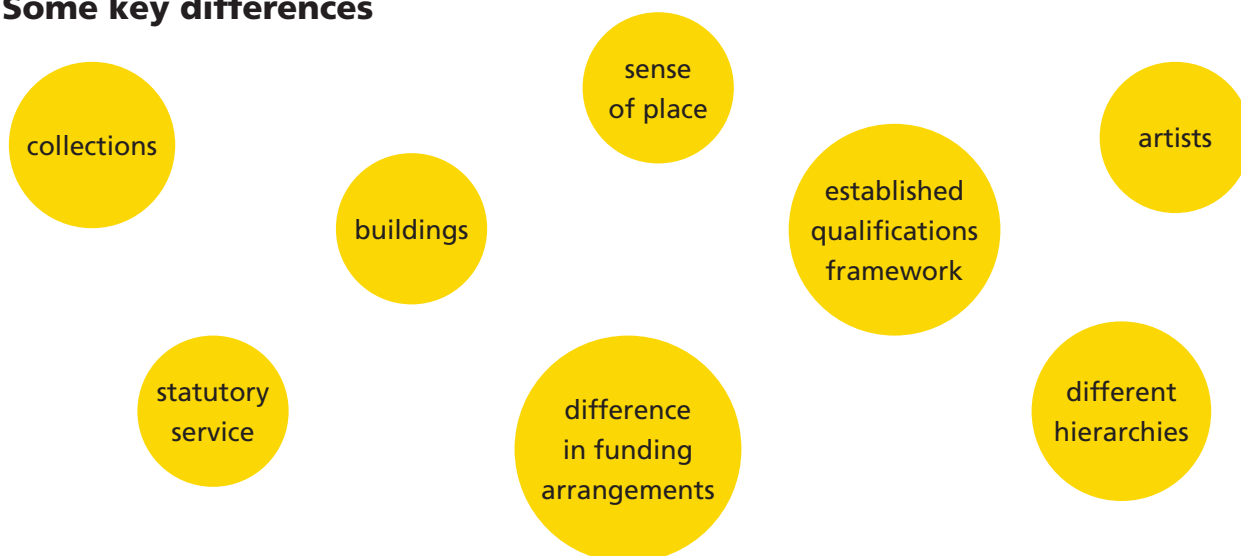 Some key differences
sense
of place
collections
artists
established
qualifications
framework
buildings
statutory
service
difference
in funding
arrangements
different
hierarchies